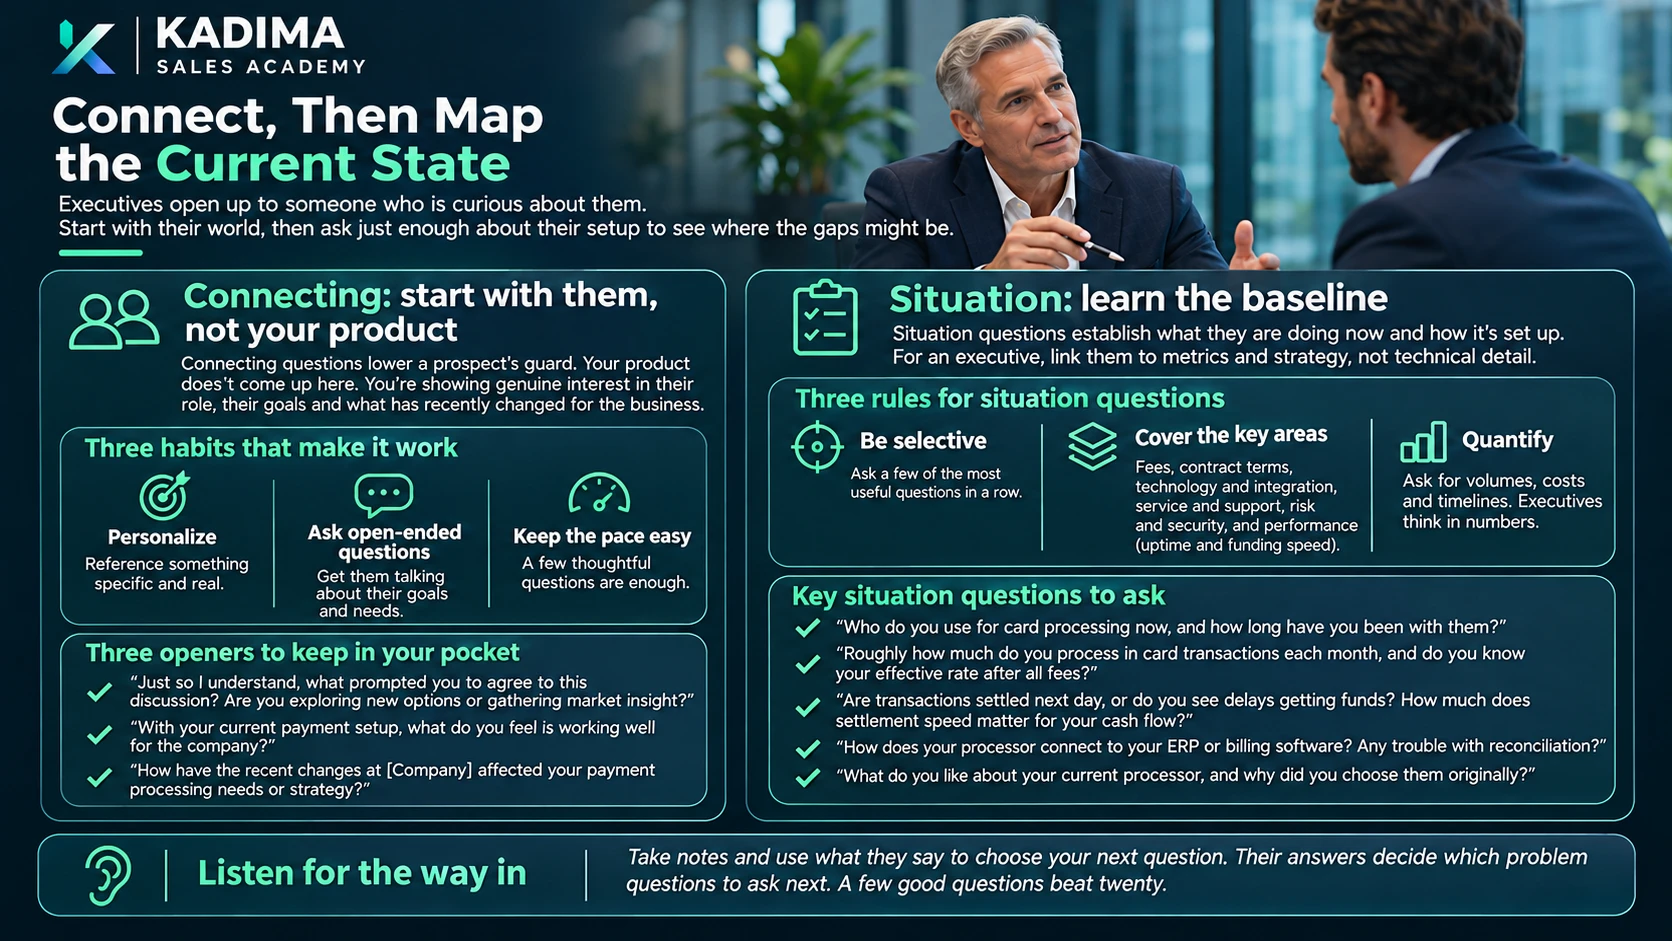 KADIMA
SALES ACADEMY
Connect, Then Map
the Current State
Executives open up to someone who is curious about them.
Start with their world, then ask just enough about their setup to see where the gaps might be.
Connecting: start with them,
not your product
Connecting questions lower a prospect's guard. Your product
does't come up here. You're showing genuine interest in their
role, their goals and what has recently changed for the business.
Three habits that make it work
Personalize
Reference something
specific and real.
Ask open-ended
questions
Get them talking
about their goals
and needs.
Keep the pace easy
A few thoughtful
questions are enough.
Three openers to keep in your pocket
“Just so I understand, what prompted you to agree to this
discussion? Are you exploring new options or gathering market insight?”
“With your current payment setup, what do you feel is working well
for the company?”
“How have the recent changes at [Company] affected your payment
processing needs or strategy?”
Situation: learn the baseline
Situation questions establish what they are doing now and how it's set up.
For an executive, link them to metrics and strategy, not technical detail.
Three rules for situation questions
Be selective
Ask a few of the most
useful questions in a row.
Cover the key areas
Fees, contract terms,
technology and integration,
service and support, risk
and security, and performance
(uptime and funding speed).
Quantify
Ask for volumes, costs
and timelines. Executives
think in numbers.
Key situation questions to ask
“Who do you use for card processing now, and how long have you been with them?”
“Roughly how much do you process in card transactions each month, and do you know
your effective rate after all fees?”
“Are transactions settled next day, or do you see delays getting funds? How much does
settlement speed matter for your cash flow?”
“How does your processor connect to your ERP or billing software? Any trouble with reconciliation?”
“What do you like about your current processor, and why did you choose them originally?”
Listen for the way in
Take notes and use what they say to choose your next question. Their answers decide which problem
questions to ask next. A few good questions beat twenty.